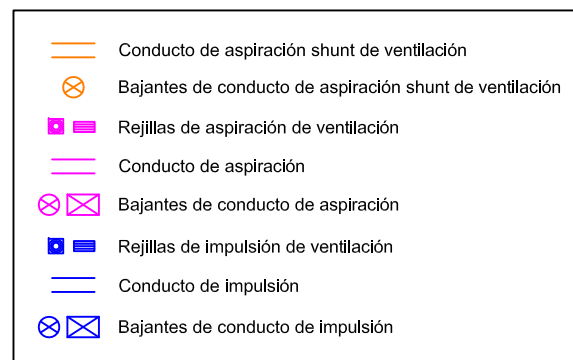 Conducto de aspiración shunt de ventilación
Bajantes de conducto de aspiración shunt de ventilación
Rejillas de aspiración de ventilación
Conducto de aspiración
Bajantes de conducto de aspiración
Rejillas de impulsión de ventilación
Conducto de impulsión
Bajantes de conducto de impulsión